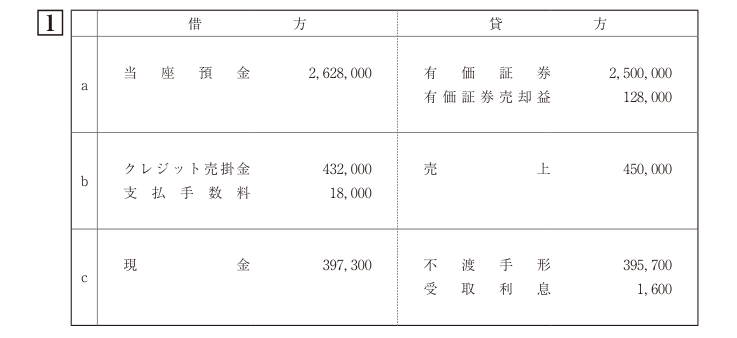 1
借方 貸方
a 当座預金 2,628,000 有価証券 2,500,000
有価証券売却益 128,000
b クレジット売掛金 432,000 売上 450,000
支払手数料 18,000
c 現金 397,300 不渡手形 395,700
受取利息 1,600